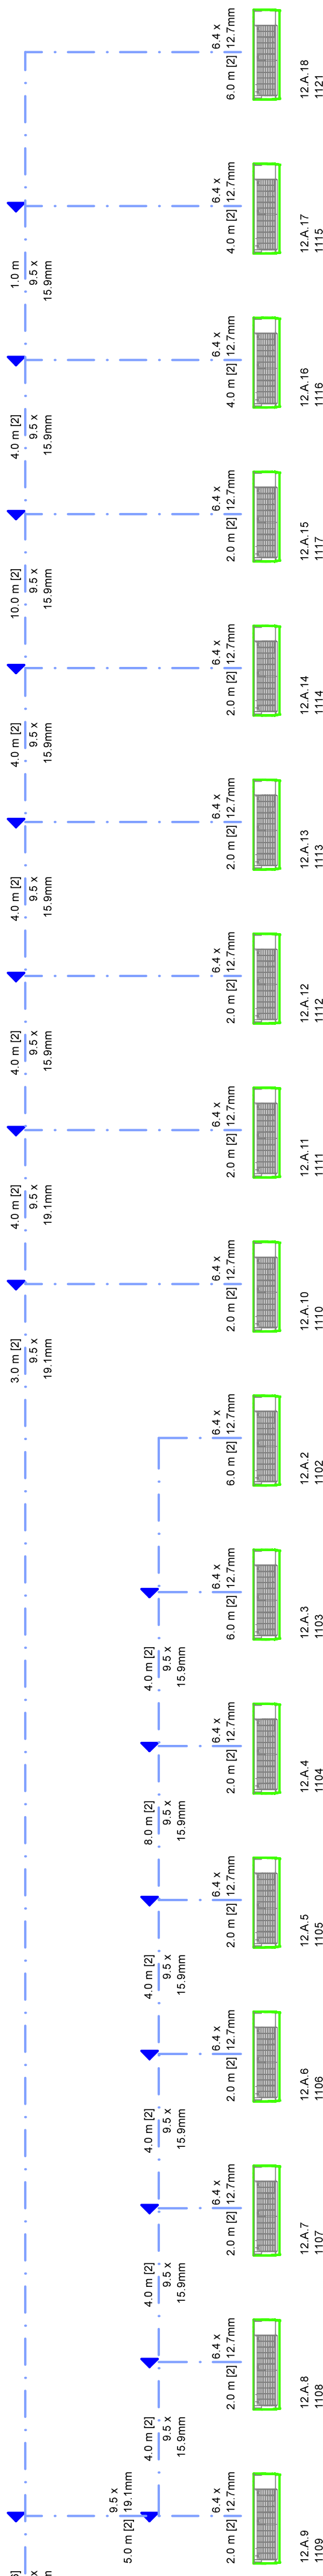 6.4 x
6.0 m [2] 12.7mm
12.A.18
1121
6.4 x
4.0 m [2] 12.7mm
12.A.17
1115
1.0 m
9.5 x
15.9mm
6.4 x
4.0 m [2] 12.7mm
12.A.16
1116
4.0 m [2]
9.5 x
15.9mm
6.4 x
2.0 m [2] 12.7mm
12.A.15
1117
10.0 m [2]
9.5 x
15.9mm
6.4 x
2.0 m [2] 12.7mm
12.A.14
1114
4.0 m [2]
9.5 x
15.9mm
6.4 x
2.0 m [2] 12.7mm
12.A.13
1113
4.0 m [2]
9.5 x
15.9mm
6.4 x
2.0 m [2] 12.7mm
12.A.12
1112
4.0 m [2]
9.5 x
15.9mm
6.4 x
2.0 m [2] 12.7mm
12.A.11
1111
4.0 m [2]
9.5 x
19.1mm
6.4 x
2.0 m [2] 12.7mm
12.A.10
1110
3.0 m [2]
9.5 x
19.1mm
6.4 x
6.0 m [2] 12.7mm
12.A.2
1102
6.4 x
6.0 m [2] 12.7mm
12.A.3
1103
4.0 m [2]
9.5 x
15.9mm
6.4 x
2.0 m [2] 12.7mm
12.A.4
1104
8.0 m [2]
9.5 x
15.9mm
6.4 x
2.0 m [2] 12.7mm
12.A.5
1105
4.0 m [2]
9.5 x
15.9mm
6.4 x
2.0 m [2] 12.7mm
12.A.6
1106
4.0 m [2]
9.5 x
15.9mm
6.4 x
2.0 m [2] 12.7mm
12.A.7
1107
4.0 m [2]
9.5 x
15.9mm
6.4 x
2.0 m [2] 12.7mm
12.A.8
1108
4.0 m [2]
9.5 x
15.9mm
9.5 x
5.0 m [2] 19.1mm
6.4 x
2.0 m [2] 12.7mm
12.A.9
1109